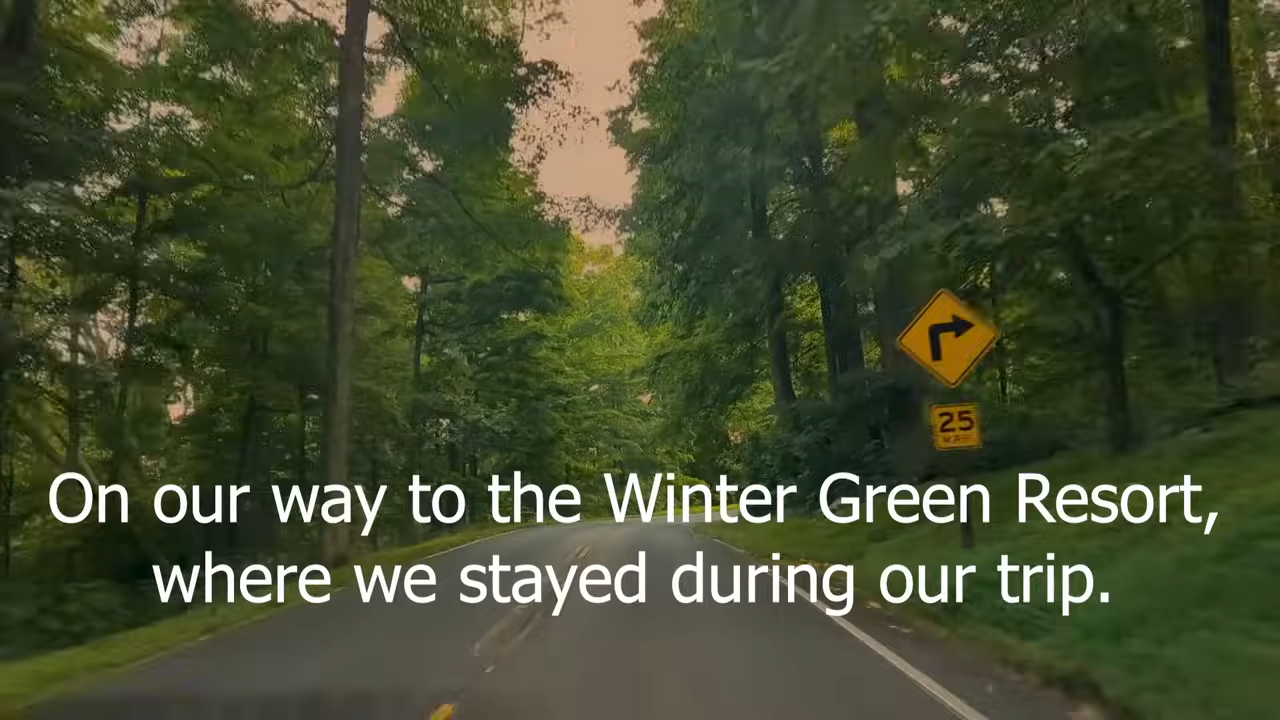 25
M.P.H.
On our way to the Winter Green Resort,
where we stayed during our trip.